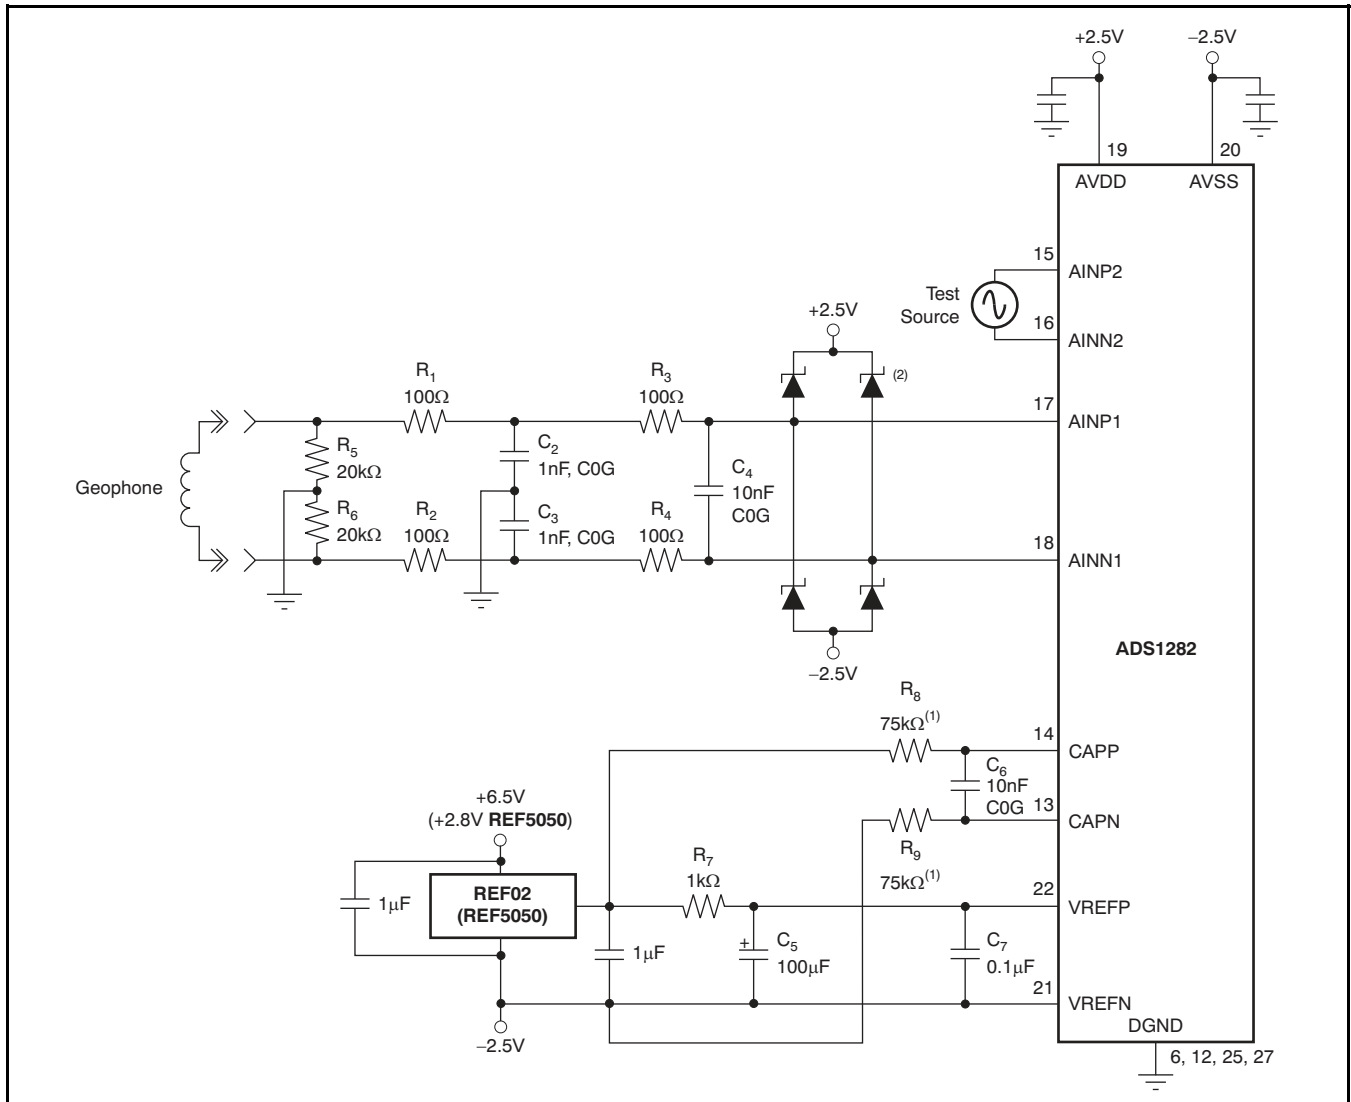 +2.5V
−2.5V
19
20
AVDD
AVSS
15
AINP2
Test
Source
16
AINN2
+2.5V
(2)
R1
100Ω
R3
100Ω
17
AINP1
R5
20kΩ
C2
1nF, C0G
C4
10nF
C0G
Geophone
R6
20kΩ
R2
100Ω
C3
1nF, C0G
R4
100Ω
18
AINN1
−2.5V
ADS1282
R8
75kΩ(1)
14
CAPP
C6
10nF
C0G
13
CAPN
R9
75kΩ(1)
+6.5V
(+2.8V REF5050)
R7
1kΩ
1μF
REF02
(REF5050)
22
VREFP
1μF
+
C5
100μF
C7
0.1μF
21
VREFN
−2.5V
DGND
6, 12, 25, 27